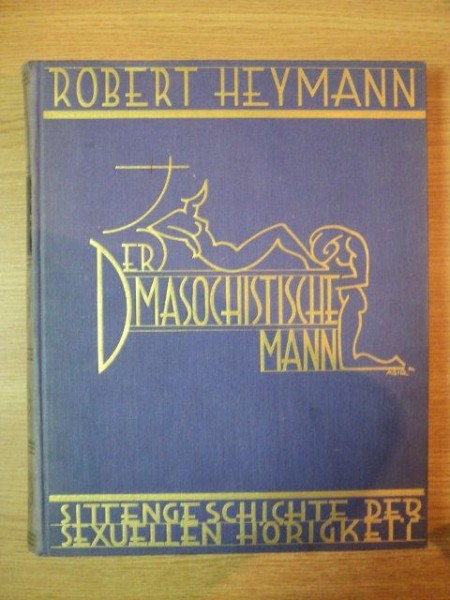 ROBERT HEYMANN
DER
MASOCHISTISCHE
MANN
SITTENGESCHICHTE DER
SEXUELLEN HÖRIGKEIT